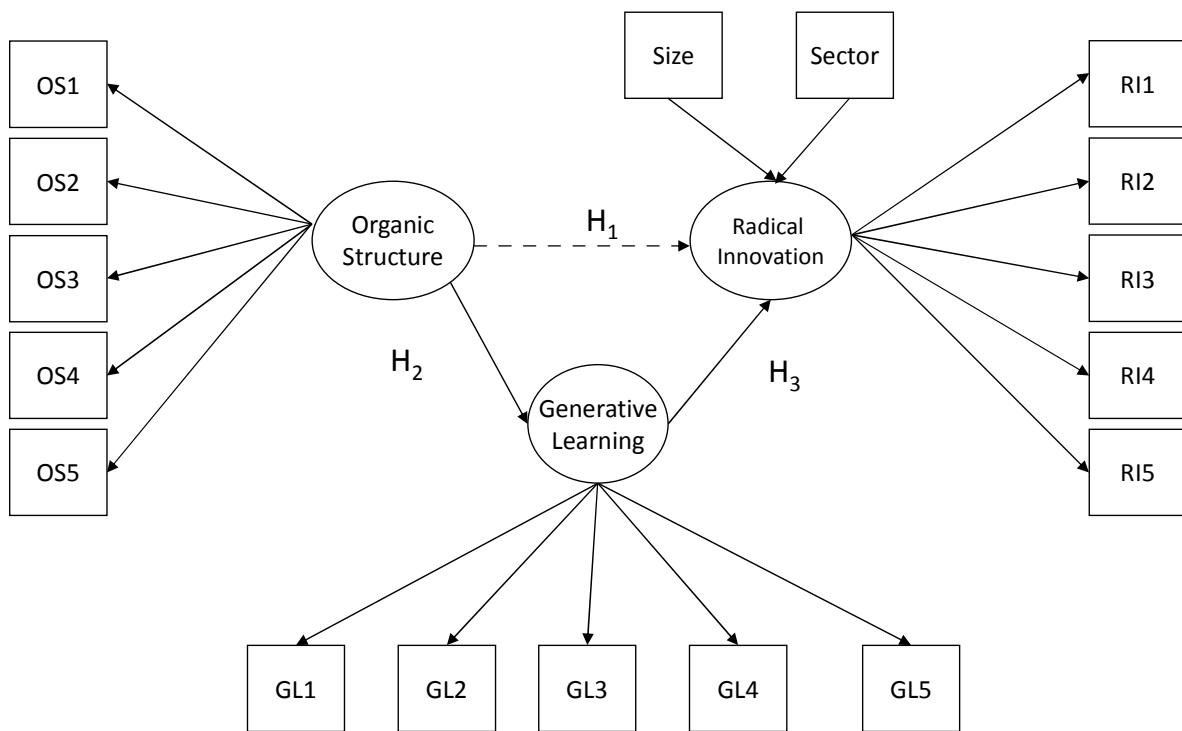 Size
Sector
OS1
OS2
OS3
OS4
OS5
Organic
Structure
H₁
Radical
Innovation
RI1
RI2
RI3
RI4
RI5
H₂
H₃
Generative
Learning
GL1
GL2
GL3
GL4
GL5